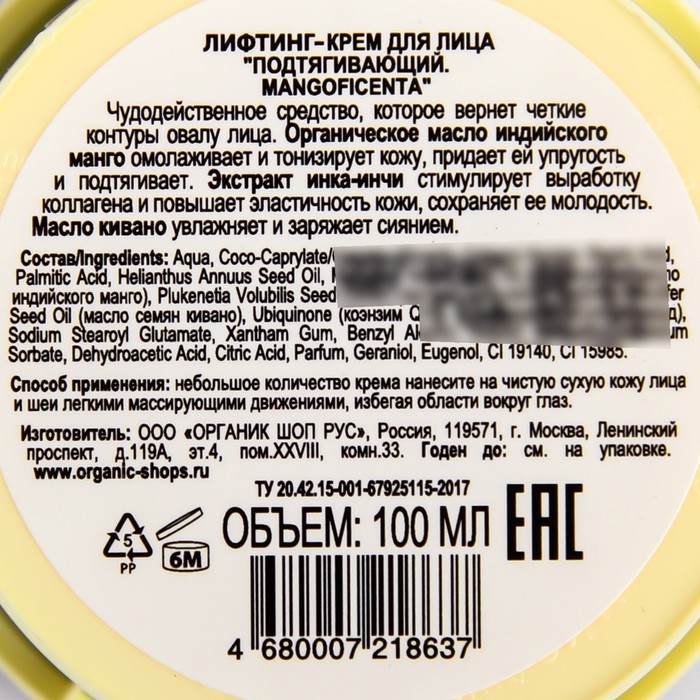 ЛИФТИНГ-КРЕМ ДЛЯ ЛИЦА
"ПОДТЯГИВАЮЩИЙ.
MANGOFICENTA"
Чудодейственное средство, которое вернет четкие
контуры овалу лица. Органическое масло индийского
манго омолаживает и тонизирует кожу, придает ей упругость
и подтягивает. Экстракт инка-инчи стимулирует выработку
коллагена и повышает эластичность кожи, сохраняет ее молодость.
Масло кивано увлажняет и заряжает сиянием.
Состав/Ingredients: Aqua, Coco-Caprylate/
Palmitic Acid, Helianthus Annuus Seed Oil,
индийского манго), Plukenetia Volubilis Seed
Seed Oil (масло семян кивано), Ubiquinone (коэнзим
Sodium Stearoyl Glutamate, Xantham Gum, Benzyl
Sorbate, Dehydroacetic Acid, Citric Acid, Parfum, Geraniol, Eugenol, CI 19140, CI 15985.
Способ применения: небольшое количество крема нанесите на чистую сухую кожу лица
и шеи легкими массирующими движениями, избегая области вокруг глаз.
Изготовитель: ООО «ОРГАНИК ШОП РУС», Россия, 119571, г. Москва, Ленинский
проспект, д.119А, эт.4, пом.XXVIII, комн.33. Годен до: см. на упаковке.
www.organic-shops.ru
ТУ 20.42.15-001-67925115-2017
5
PP
6М
ОБЪЕМ: 100 МЛ
EAC
4 680007 218637